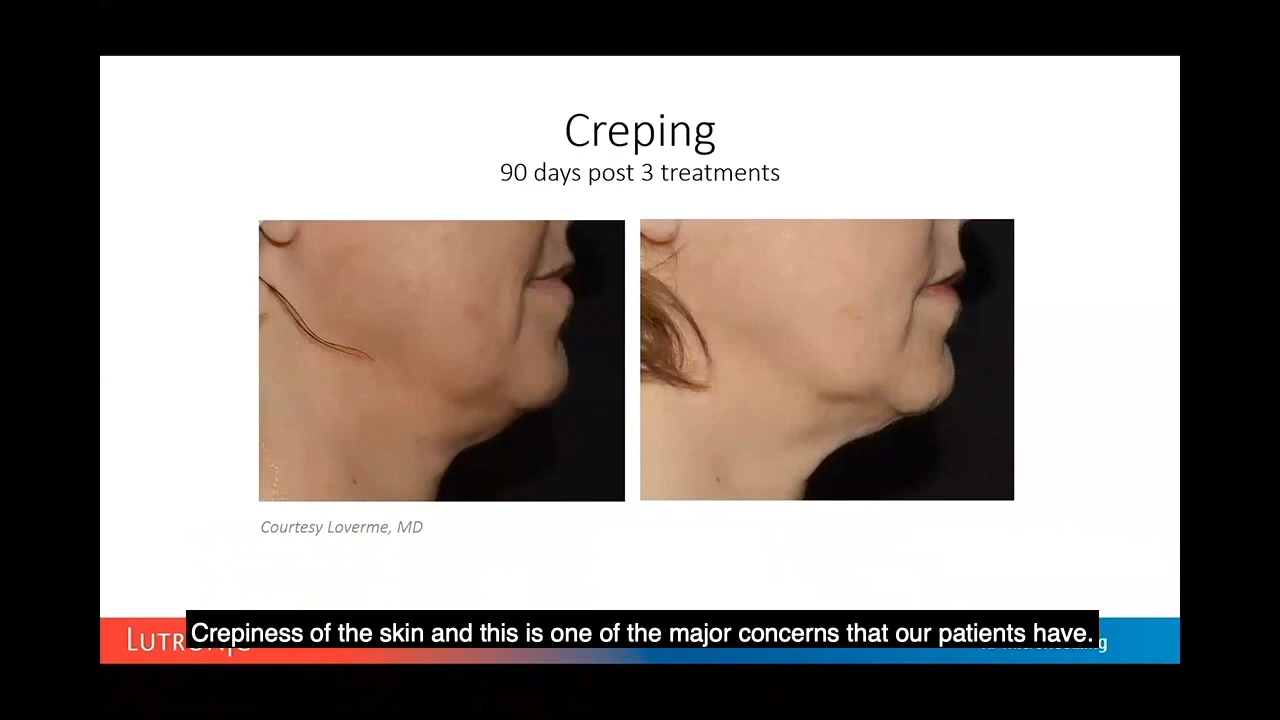 Creping
90 days post 3 treatments
Courtesy Loverme, MD
Crepiness of the skin and this is one of the major concerns that our patients have.